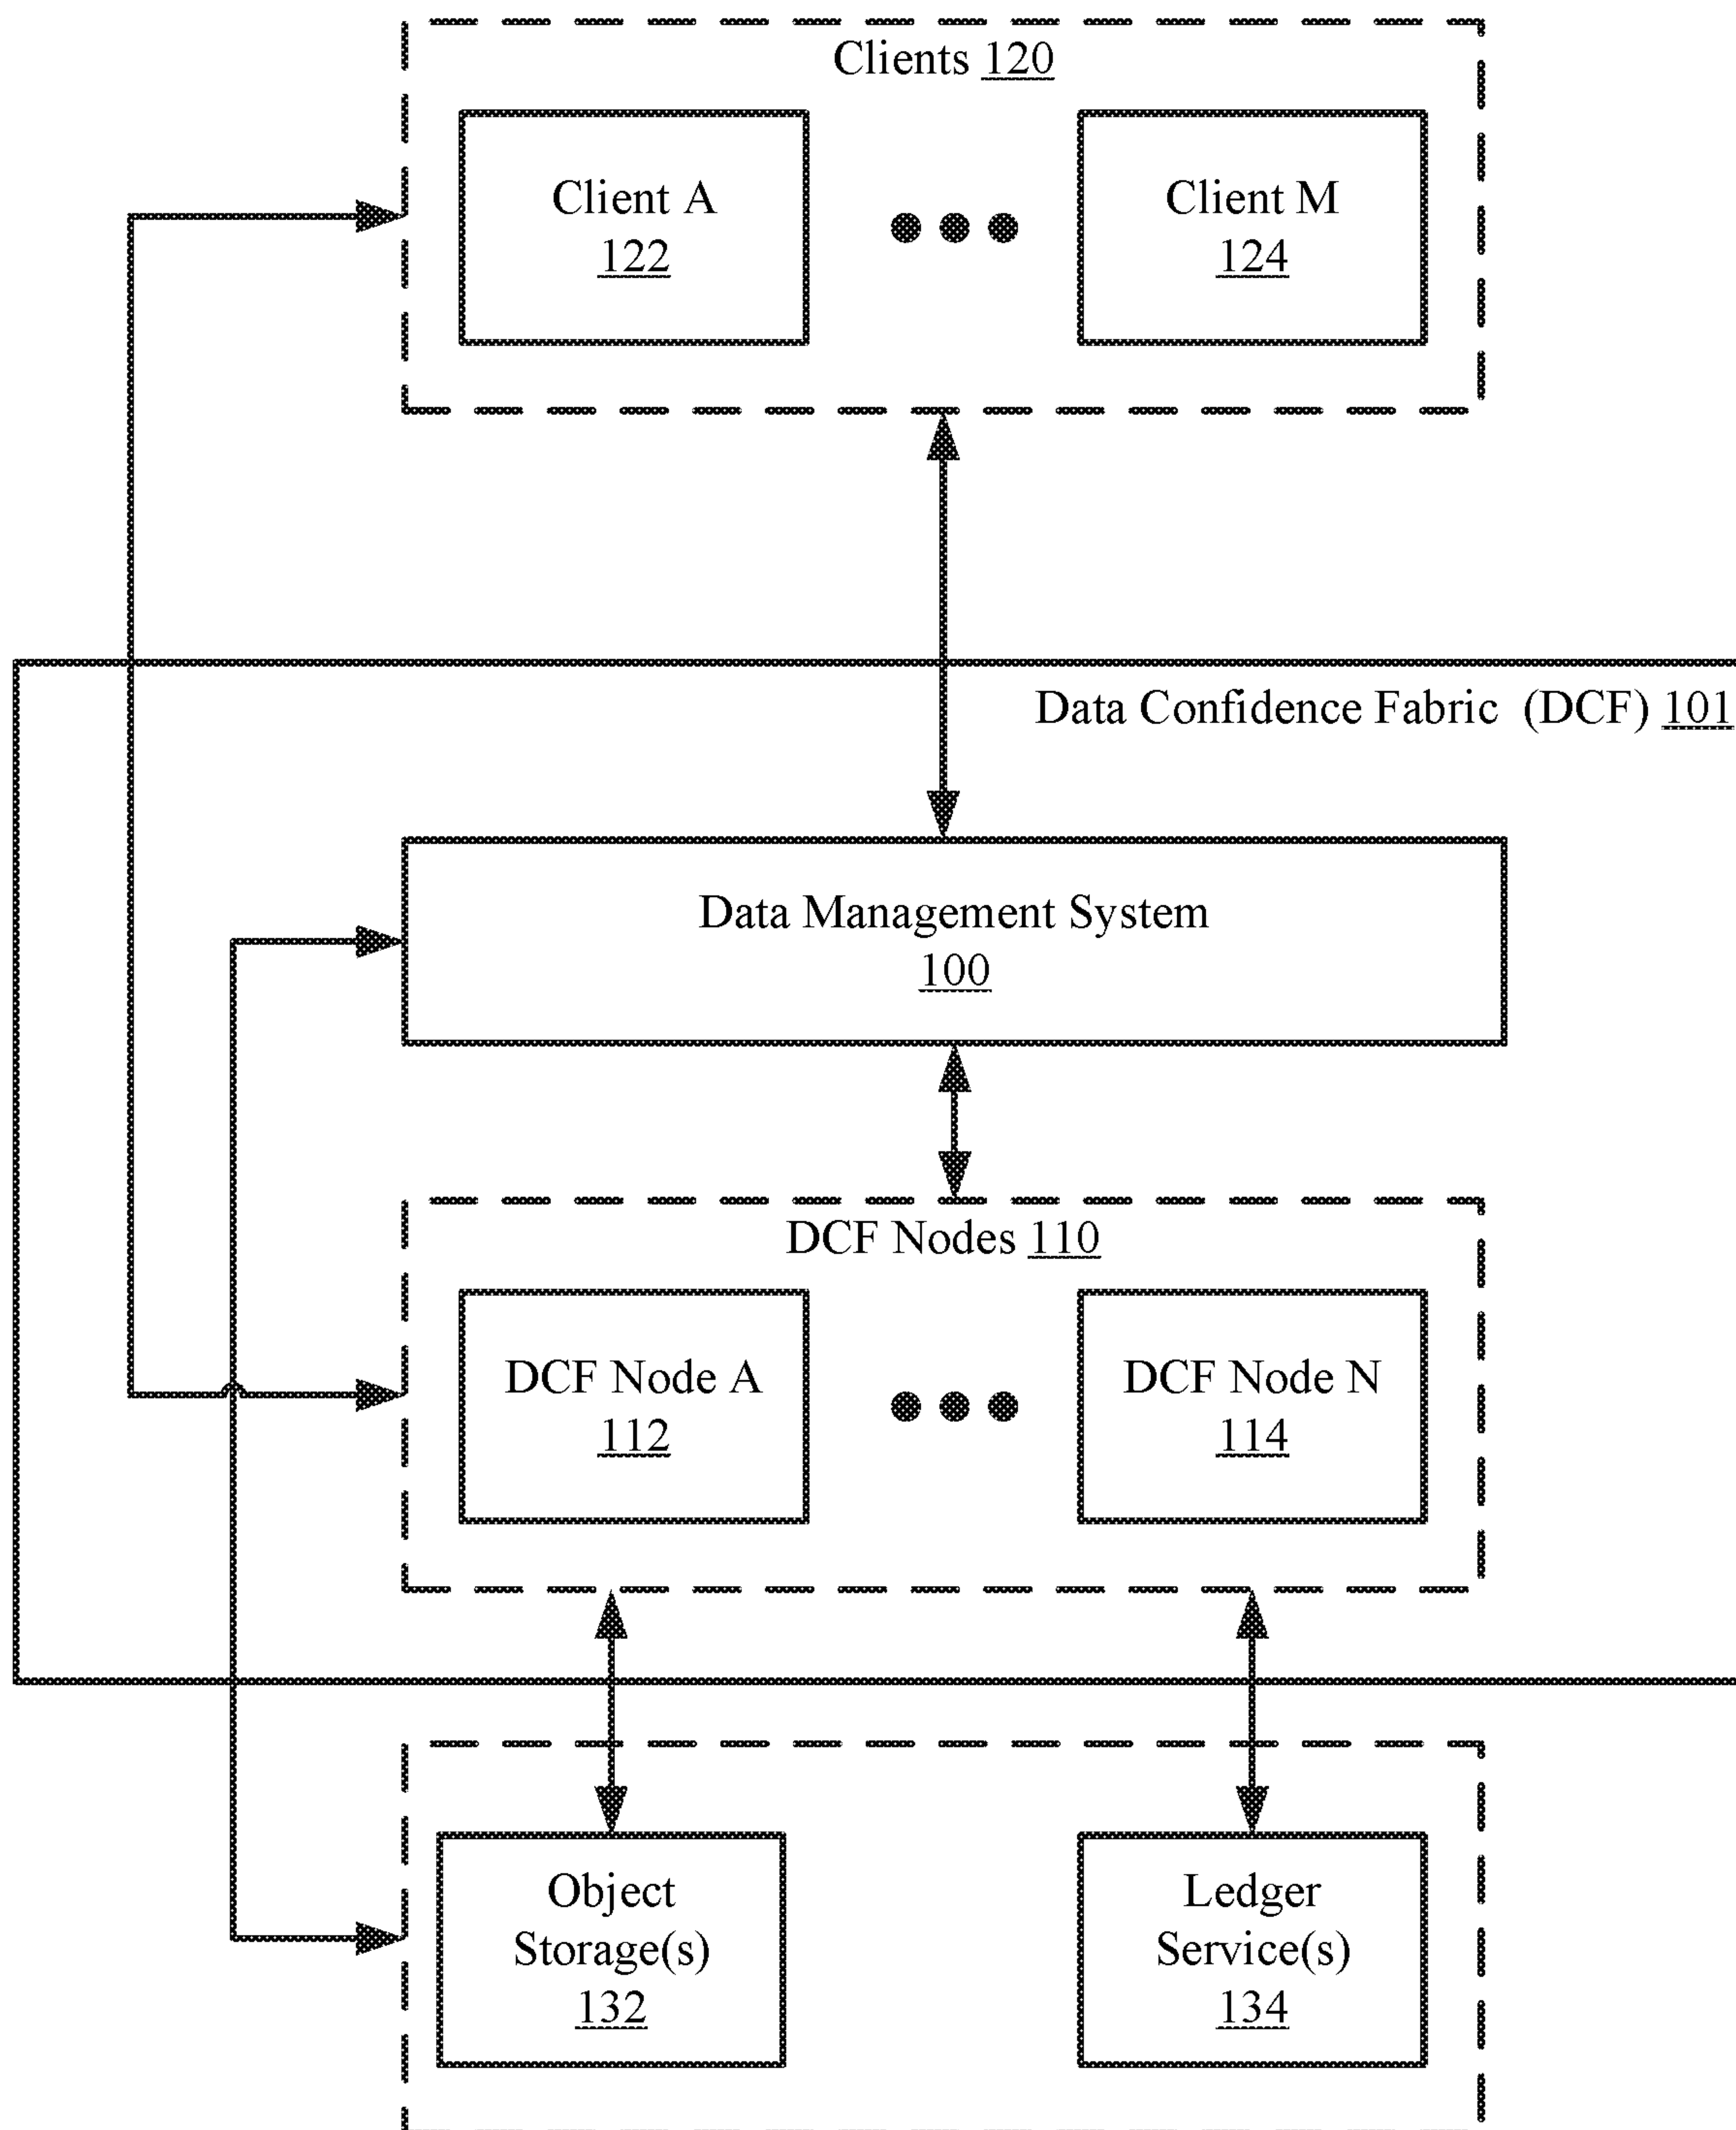 Clients 120
Client A
122
Client M
124
Data Confidence Fabric (DCF) 101
Data Management System
100
DCF Nodes 110
DCF Node A
112
DCF Node N
114
Object
Storage(s)
132
Ledger
Service(s)
134